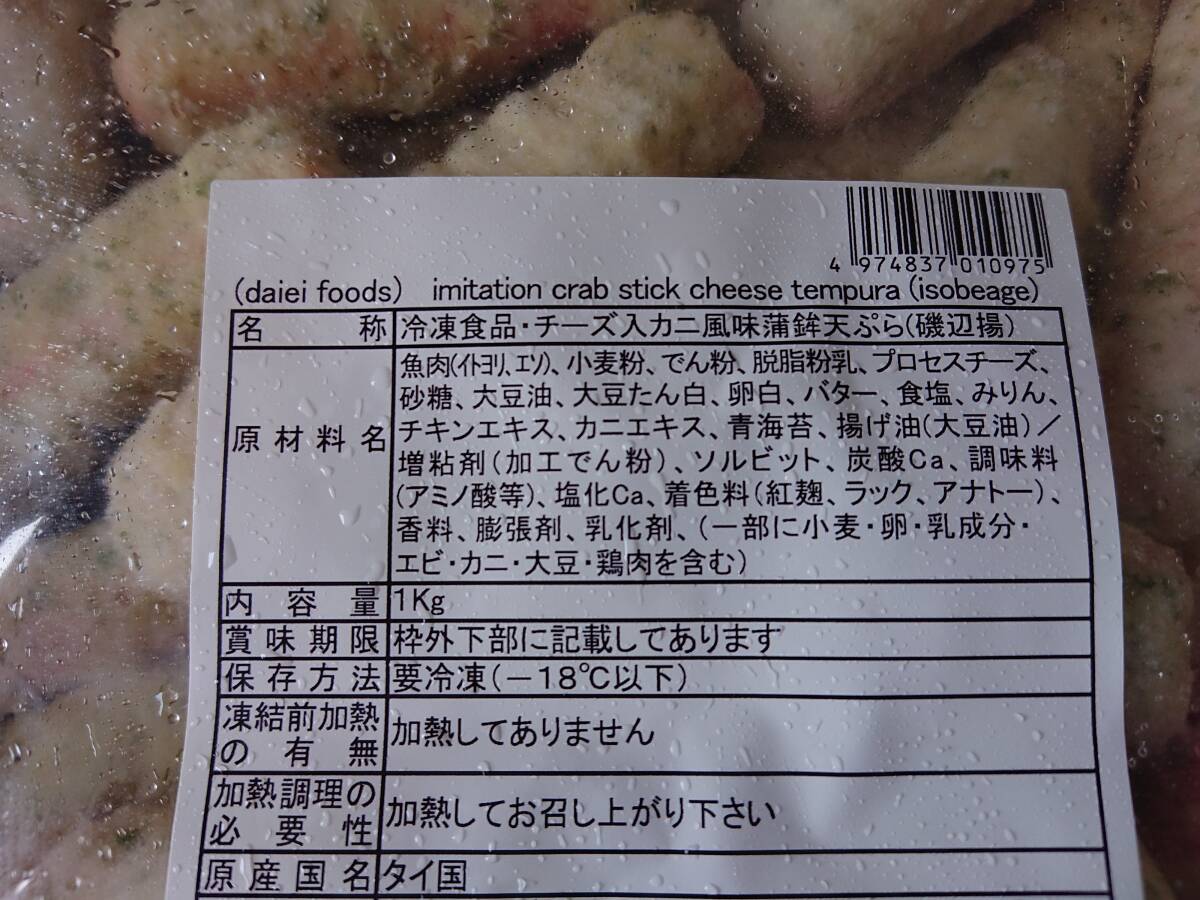 4 974837 010975
(daiei foods) imitation crab stick cheese tempura (isobeage)
名称 冷凍食品・チーズ入カニ風味蒲鉾天ぷら(磯辺揚)
原材料名 魚肉(イトヨリ、エソ)、小麦粉、でん粉、脱脂粉乳、プロセスチーズ、
砂糖、大豆油、大豆たん白、卵白、バター、食塩、みりん、
チキンエキス、カニエキス、青海苔、揚げ油(大豆油)／
増粘剤(加工でん粉)、ソルビット、炭酸Ca、調味料
(アミノ酸等)、塩化Ca、着色料(紅麹、ラック、アナトー)、
香料、膨張剤、乳化剤、(一部に小麦・卵・乳成分・
エビ・カニ・大豆・鶏肉を含む)
内容量 1Kg
賞味期限 枠外下部に記載してあります
保存方法 要冷凍(－18℃以下)
凍結前加熱
の有無 加熱してありません
加熱調理の
必要性 加熱してお召し上がり下さい
原産国名 タイ国